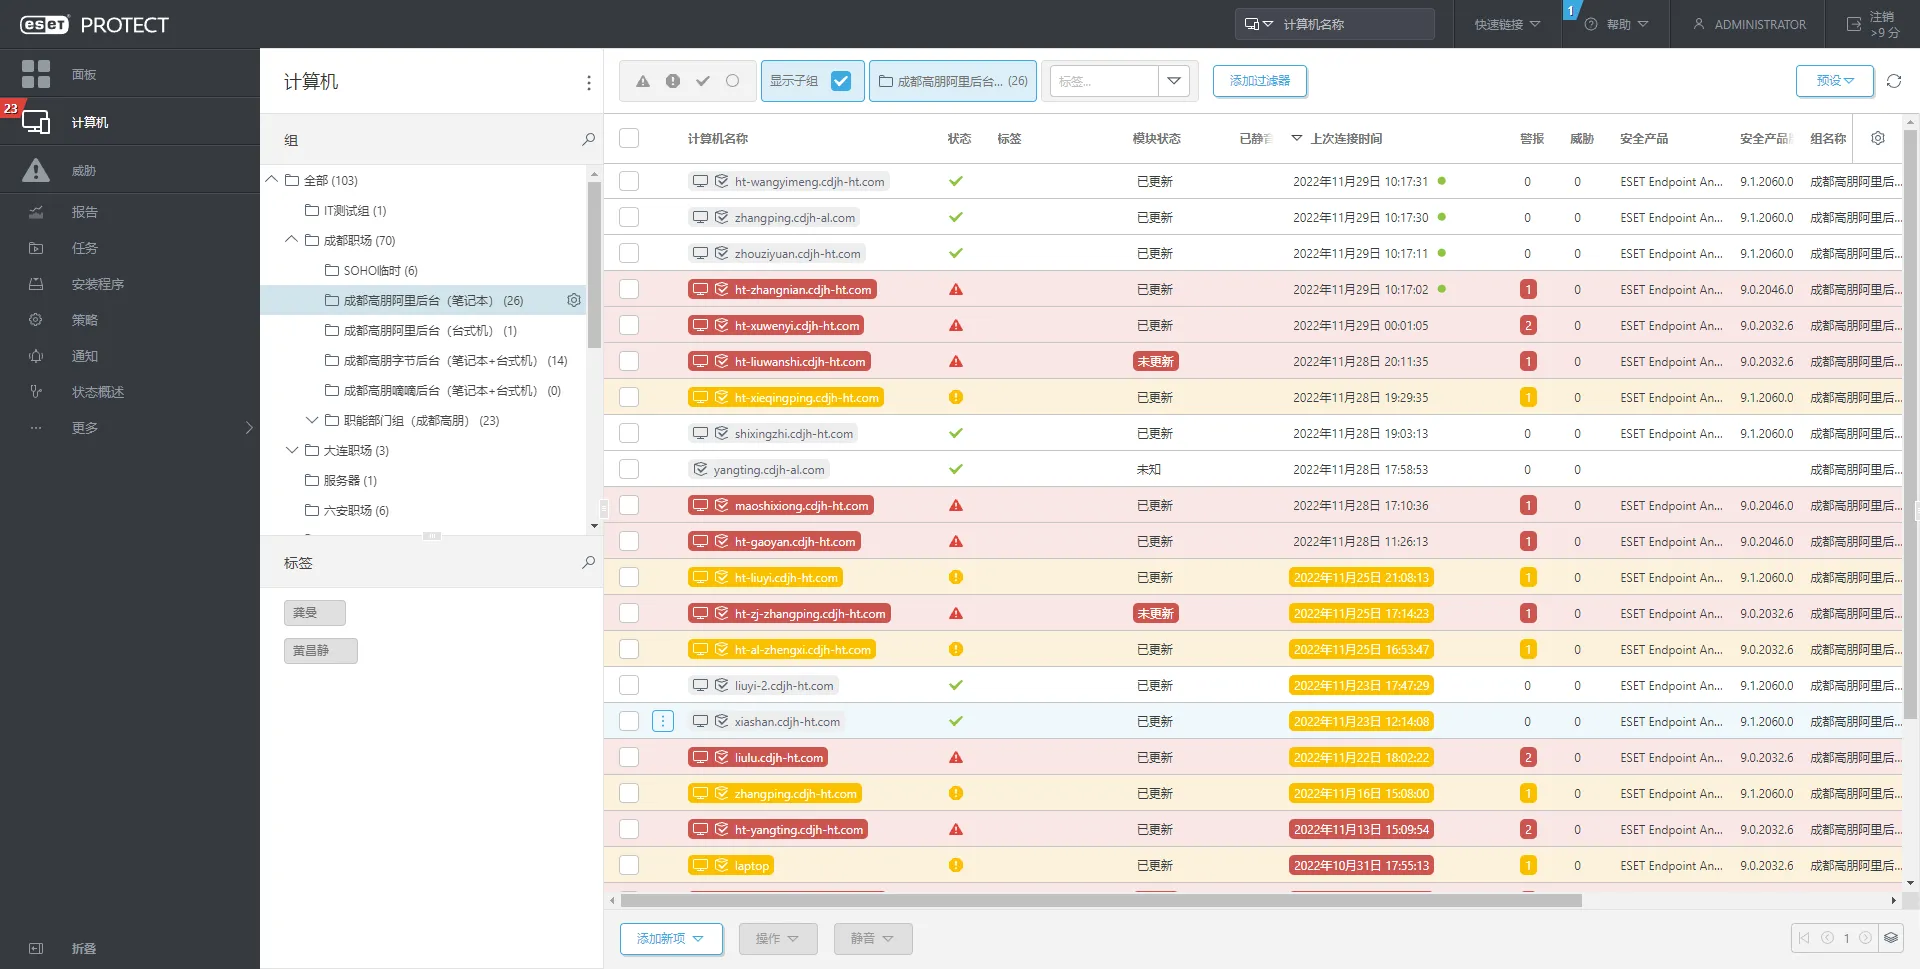 eset PROTECT
计算机名称
快速链接
1
帮助
ADMINISTRATOR
注销
>9 分
面板
23
计算机
威胁
报告
任务
安装程序
策略
通知
状态概述
更多
折叠
计算机
组
全部 (103)
IT测试组 (1)
成都职场 (70)
SOHO临时 (6)
成都高朋阿里后台（笔记本） (26)
成都高朋阿里后台（台式机） (1)
成都高朋字节后台（笔记本+台式机） (14)
成都高朋嘀嘀后台（笔记本+台式机） (0)
职能部门组（成都高朋） (23)
大连职场 (3)
服务器 (1)
六安职场 (6)
标签
龚晏
黄昌静
显示子组
成都高朋阿里后台... (26)
标签...
添加过滤器
预设
计算机名称 状态 标签 模块状态 已静音 上次连接时间 警报 威胁 安全产品 安全产品 组名称
ht-wangyimeng.cdjh-ht.com 已更新 2022年11月29日 10:17:31 0 0 ESET Endpoint An... 9.1.2060.0 成都高朋阿里后...
zhangping.cdjh-al.com 已更新 2022年11月29日 10:17:30 0 0 ESET Endpoint An... 9.1.2060.0 成都高朋阿里后...
zhouziyuan.cdjh-ht.com 已更新 2022年11月29日 10:17:11 0 0 ESET Endpoint An... 9.1.2060.0 成都高朋阿里后...
ht-zhangnian.cdjh-ht.com 已更新 2022年11月29日 10:17:02 1 0 ESET Endpoint An... 9.0.2046.0 成都高朋阿里后...
ht-xuwenyi.cdjh-ht.com 已更新 2022年11月29日 00:01:05 2 0 ESET Endpoint An... 9.0.2032.6 成都高朋阿里后...
ht-liuwanshi.cdjh-ht.com 未更新 2022年11月28日 20:11:35 1 0 ESET Endpoint An... 9.0.2032.6 成都高朋阿里后...
ht-xieqingping.cdjh-ht.com 已更新 2022年11月28日 19:29:35 1 0 ESET Endpoint An... 9.1.2060.0 成都高朋阿里后...
shixingzhi.cdjh-ht.com 已更新 2022年11月28日 19:03:13 0 0 ESET Endpoint An... 9.1.2060.0 成都高朋阿里后...
yangting.cdjh-al.com 未知 2022年11月28日 17:58:53 0 0 成都高朋阿里后...
maoshixiong.cdjh-ht.com 已更新 2022年11月28日 17:10:36 1 0 ESET Endpoint An... 9.0.2046.0 成都高朋阿里后...
ht-gaoyan.cdjh-ht.com 已更新 2022年11月28日 11:26:13 1 0 ESET Endpoint An... 9.0.2046.0 成都高朋阿里后...
ht-liuyi.cdjh-ht.com 已更新 2022年11月25日 21:08:13 1 0 ESET Endpoint An... 9.1.2060.0 成都高朋阿里后...
ht-zj-zhangping.cdjh-ht.com 未更新 2022年11月25日 17:14:23 1 0 ESET Endpoint An... 9.0.2032.6 成都高朋阿里后...
ht-al-zhengxi.cdjh-ht.com 已更新 2022年11月25日 16:53:47 1 0 ESET Endpoint An... 9.0.2032.6 成都高朋阿里后...
liuyi-2.cdjh-ht.com 已更新 2022年11月23日 17:47:29 0 0 ESET Endpoint An... 9.1.2060.0 成都高朋阿里后...
xiashan.cdjh-ht.com 已更新 2022年11月23日 12:14:08 0 0 ESET Endpoint An... 9.1.2060.0 成都高朋阿里后...
liulu.cdjh-ht.com 已更新 2022年11月22日 18:02:22 2 0 ESET Endpoint An... 9.0.2032.6 成都高朋阿里后...
zhangping.cdjh-ht.com 已更新 2022年11月16日 15:08:00 1 0 ESET Endpoint An... 9.1.2060.0 成都高朋阿里后...
ht-yangting.cdjh-ht.com 已更新 2022年11月13日 15:09:54 2 0 ESET Endpoint An... 9.0.2032.6 成都高朋阿里后...
laptop 已更新 2022年10月31日 17:55:13 1 0 ESET Endpoint An... 9.0.2032.6 成都高朋阿里后...
添加新项
操作
静音
1